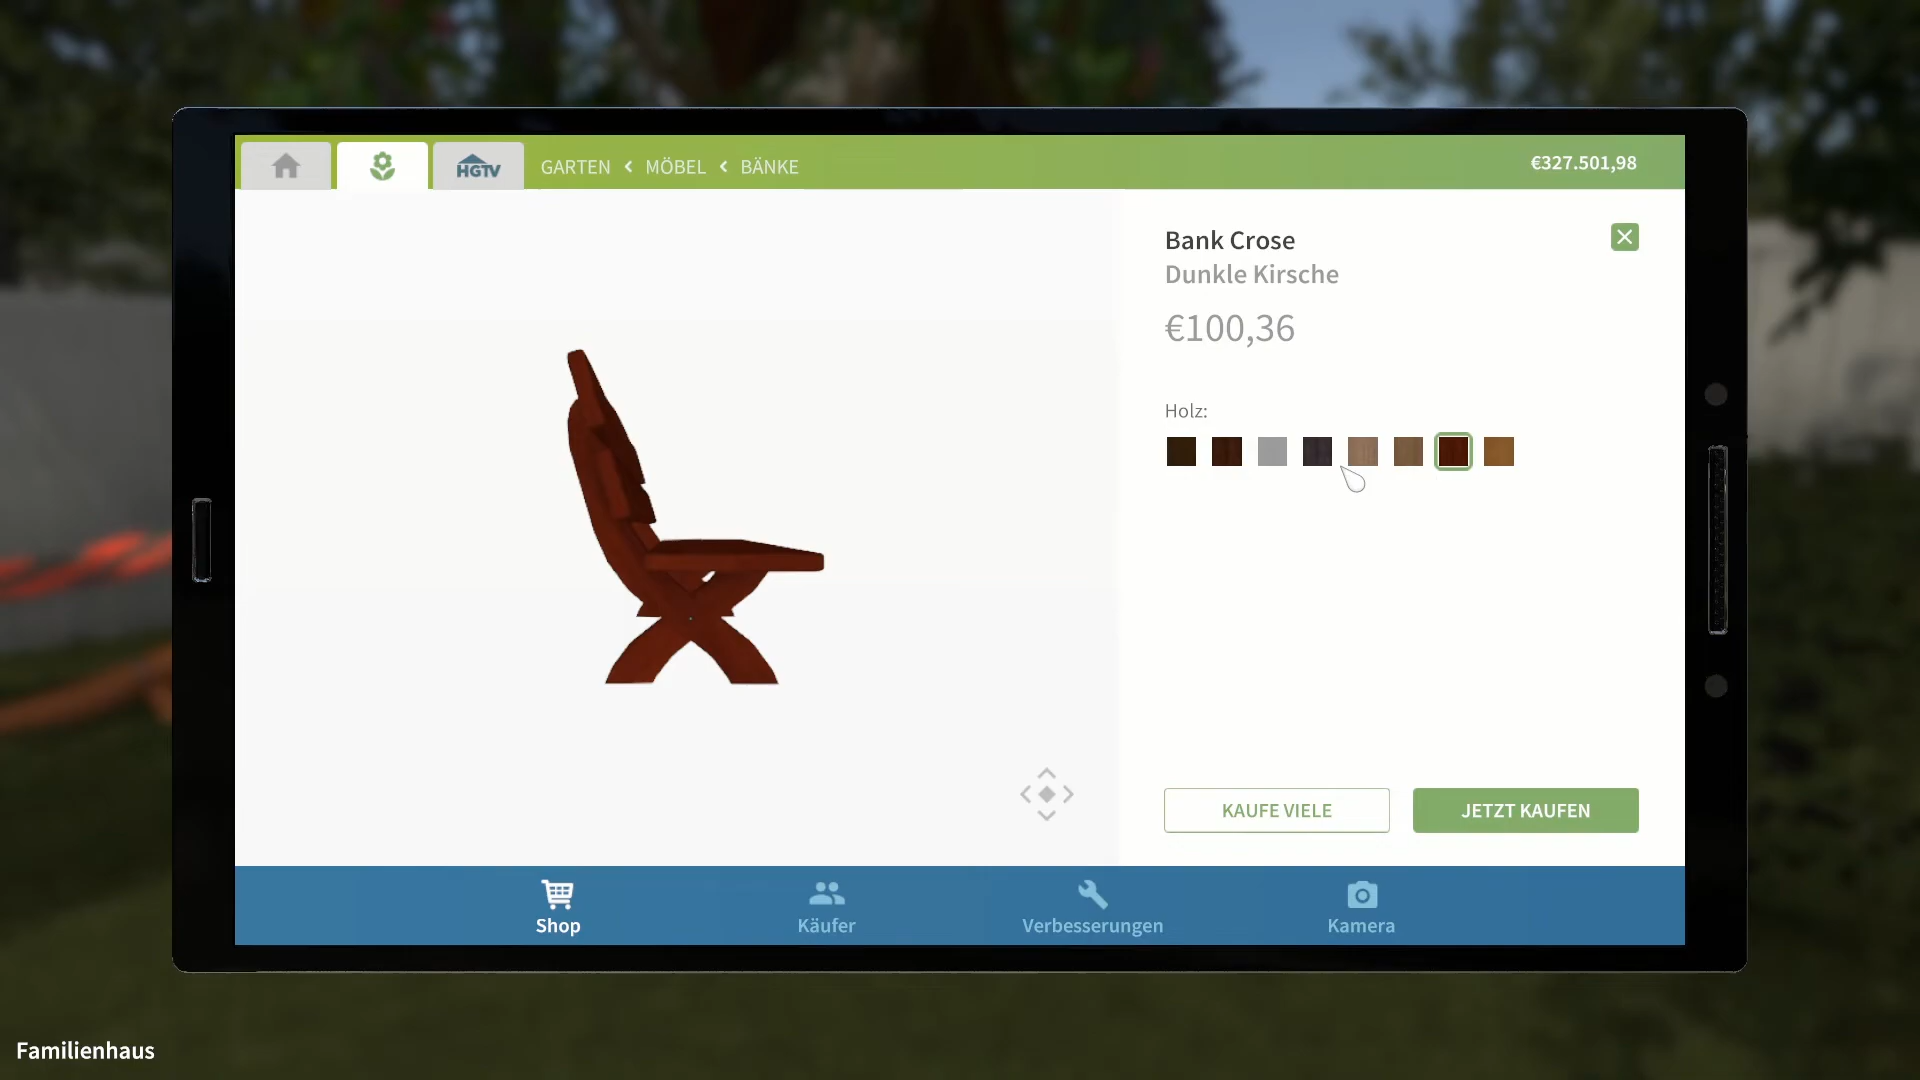 HGTV
GARTEN < MÖBEL < BÄNKE
€327.501,98
Bank Crose
Dunkle Kirsche
€100,36
Holz:
KAUFE VIELE
JETZT KAUFEN
Shop
Käufer
Verbesserungen
Kamera
Familienhaus